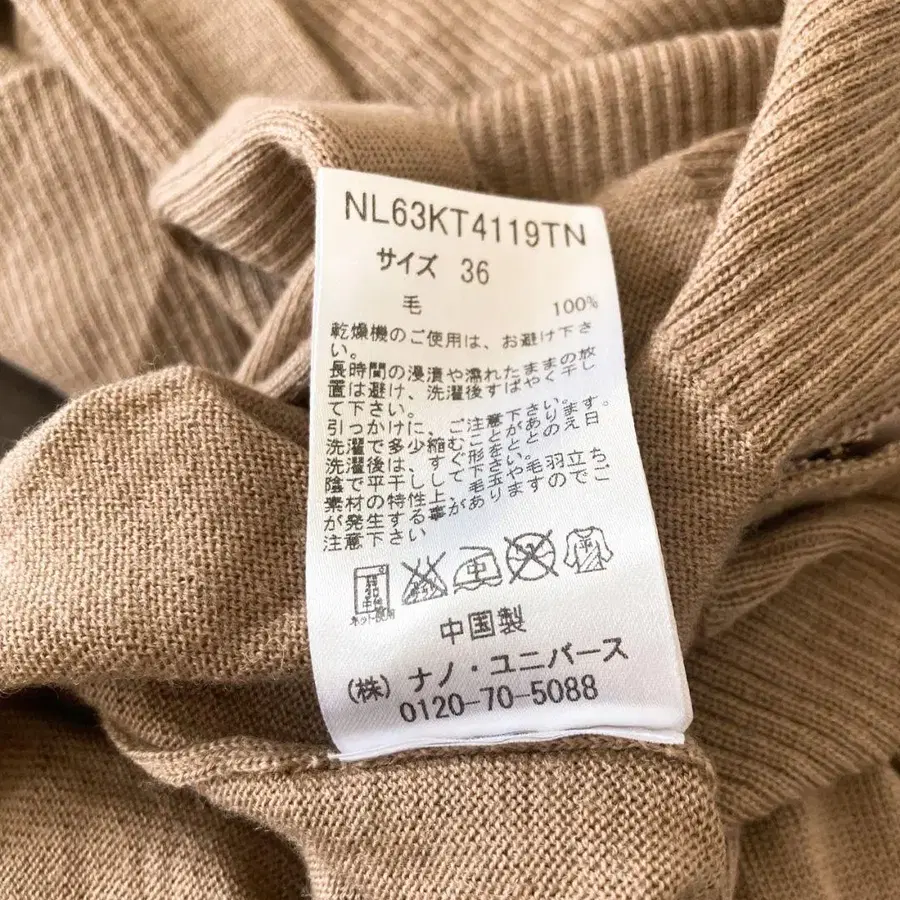 NL63KT4119TN
サイズ 36
毛 100%
乾燥機のご使用は、お避け下さ
い。
長時間の浸漬や濡れたままの放
置は避け、洗濯後すばやく干し
て下さい。
引っかけに、ご注意下さい。
洗濯で多少縮むことがあります。
洗濯後は、すぐ形をととのえ日
陰で平干しして下さい。
素材の特性上、毛玉や毛羽立ち
が発生する事がありますのでご
注意下さい
ネット使用
平
中国製
(株) ナノ・ユニバース
0120-70-5088